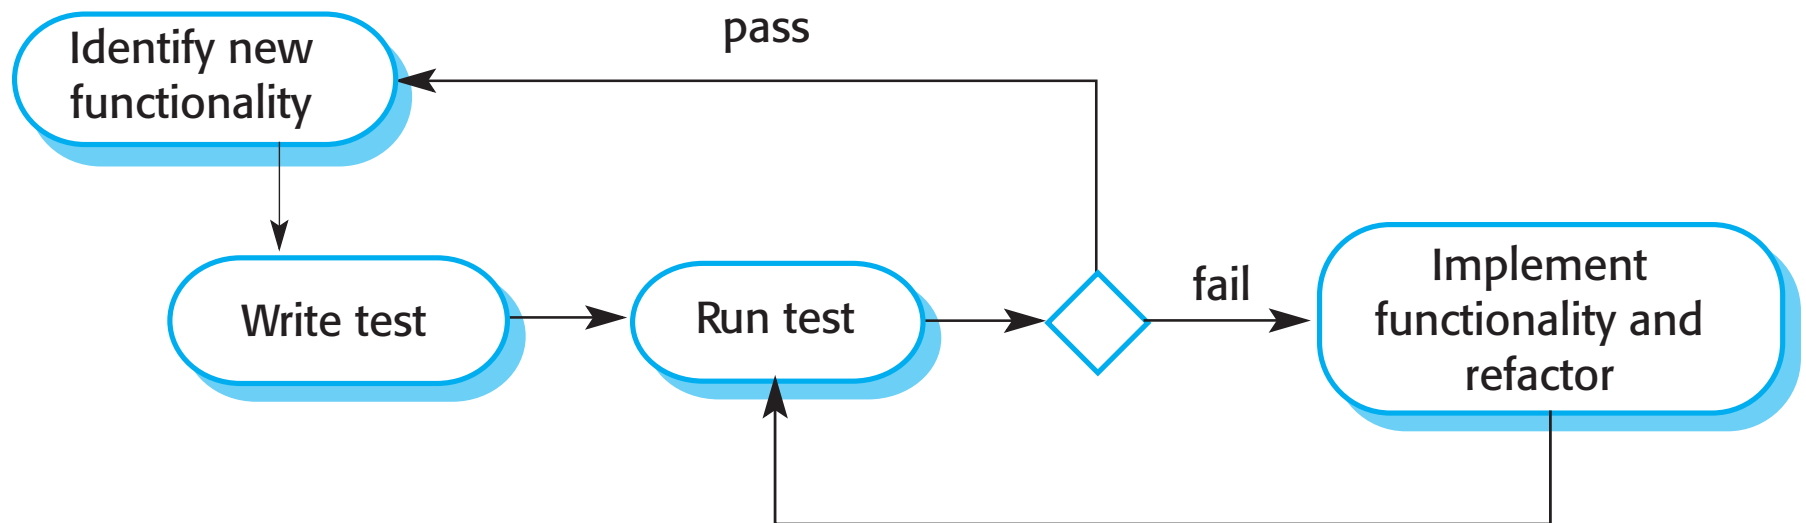 Identify new
functionality
pass
Write test
Run test
fail
Implement
functionality and
refactor